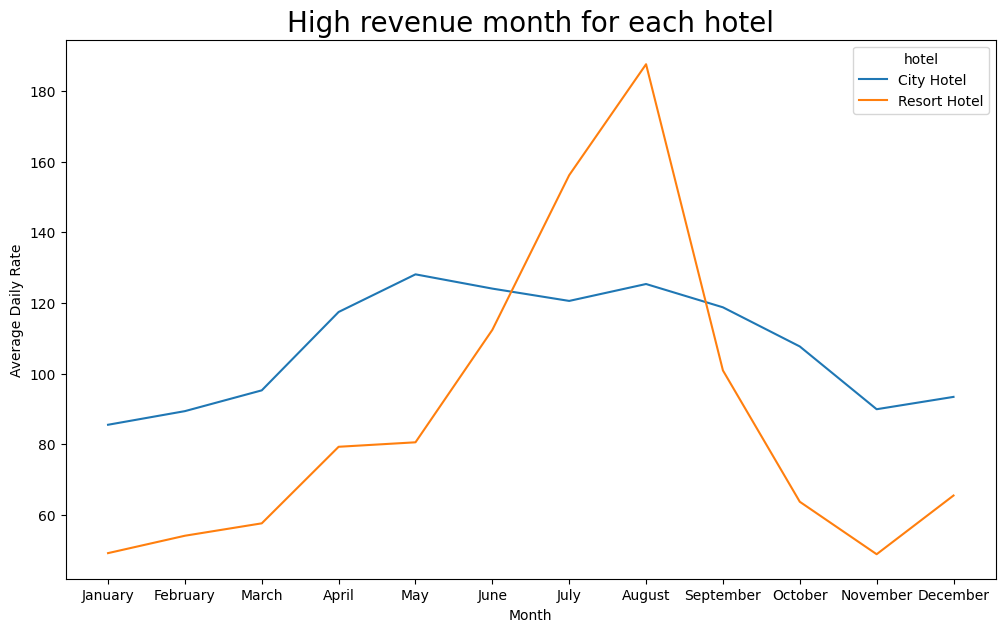 High revenue month for each hotel
hotel
City Hotel
Resort Hotel
Average Daily Rate
180
160
140
120
100
80
60
January February March April May June July August September October November December
Month